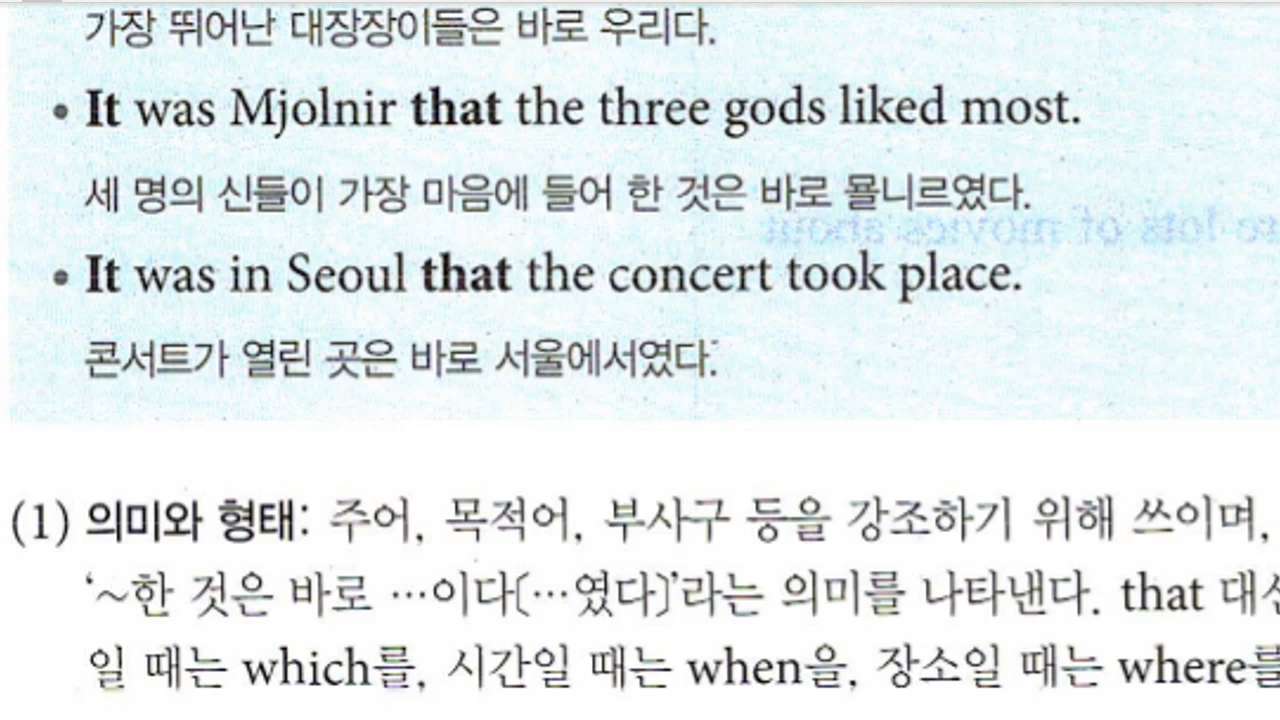 가장 뛰어난 대장장이들은 바로 우리다.
• It was Mjolnir that the three gods liked most.
세 명의 신들이 가장 마음에 들어 한 것은 바로 묠니르였다.
• It was in Seoul that the concert took place.
콘서트가 열린 곳은 바로 서울에서였다.
(1) 의미와 형태: 주어, 목적어, 부사구 등을 강조하기 위해 쓰이며,
‘~한 것은 바로 …이다(…였다)’라는 의미를 나타낸다. that
일 때는 which를, 시간일 때는 when을, 장소일 때는 where를